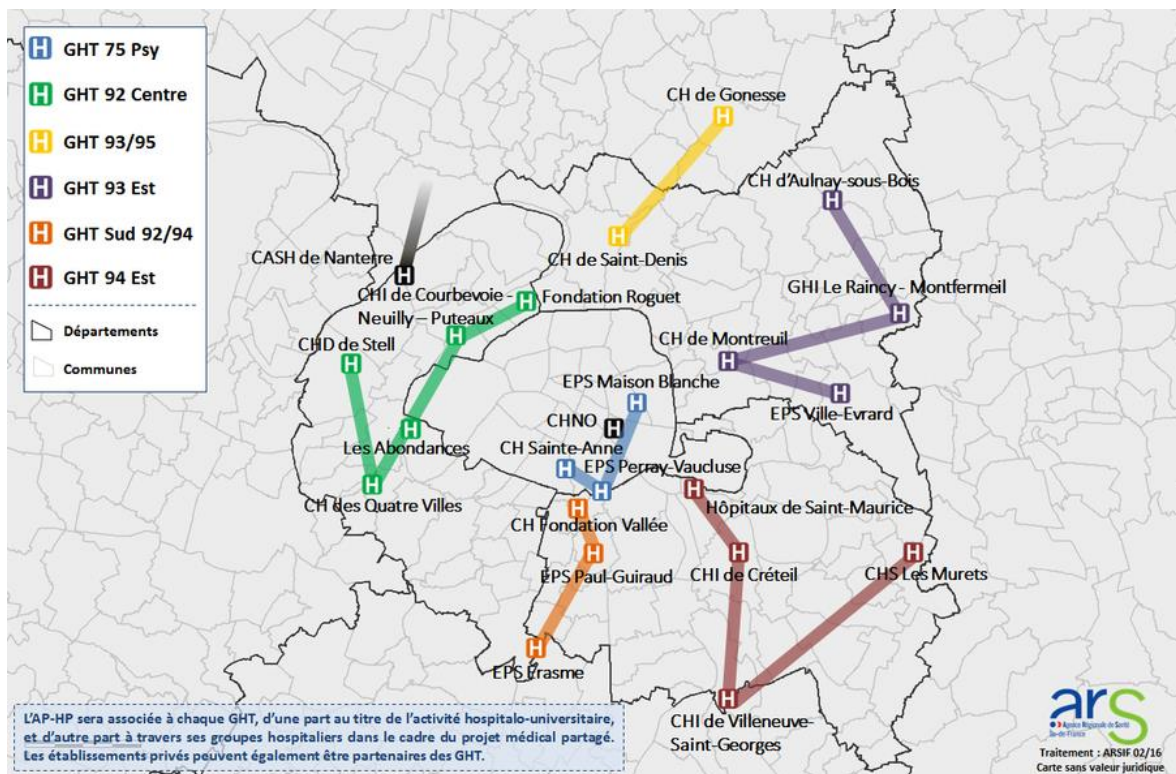 GHT 75 Psy
GHT 92 Centre
GHT 93/95
GHT 93 Est
GHT Sud 92/94
GHT 94 Est
Départements
Communes
CH de Gonesse
CH d'Aulnay-sous-Bois
CASH de Nanterre
CH de Saint-Denis
GHI Le Raincy - Montfermeil
CHI de Courbevoie -
Neuilly – Puteaux
Fondation Roguet
CHD de Stell
CH de Montreuil
EPS Maison Blanche
EPS Ville-Evrard
CHNO
Les Abondances
CH Sainte-Anne
EPS Perray-Vaucluse
CH des Quatre Villes
Hôpitaux de Saint-Maurice
CH Fondation Vallée
EPS Paul-Guiraud
CHI de Créteil
CHS Les Murets
EPS Erasme
CHI de Villeneuve-
Saint-Georges
L'AP-HP sera associée à chaque GHT, d'une part au titre de l'activité hospitalo-universitaire,
et d'autre part à travers ses groupes hospitaliers dans le cadre du projet médical partagé.
Les établissements privés peuvent également être partenaires des GHT.
ars
Agence Régionale de Santé
Île-de-France
Traitement : ARSIF 02/16
Carte sans valeur juridique